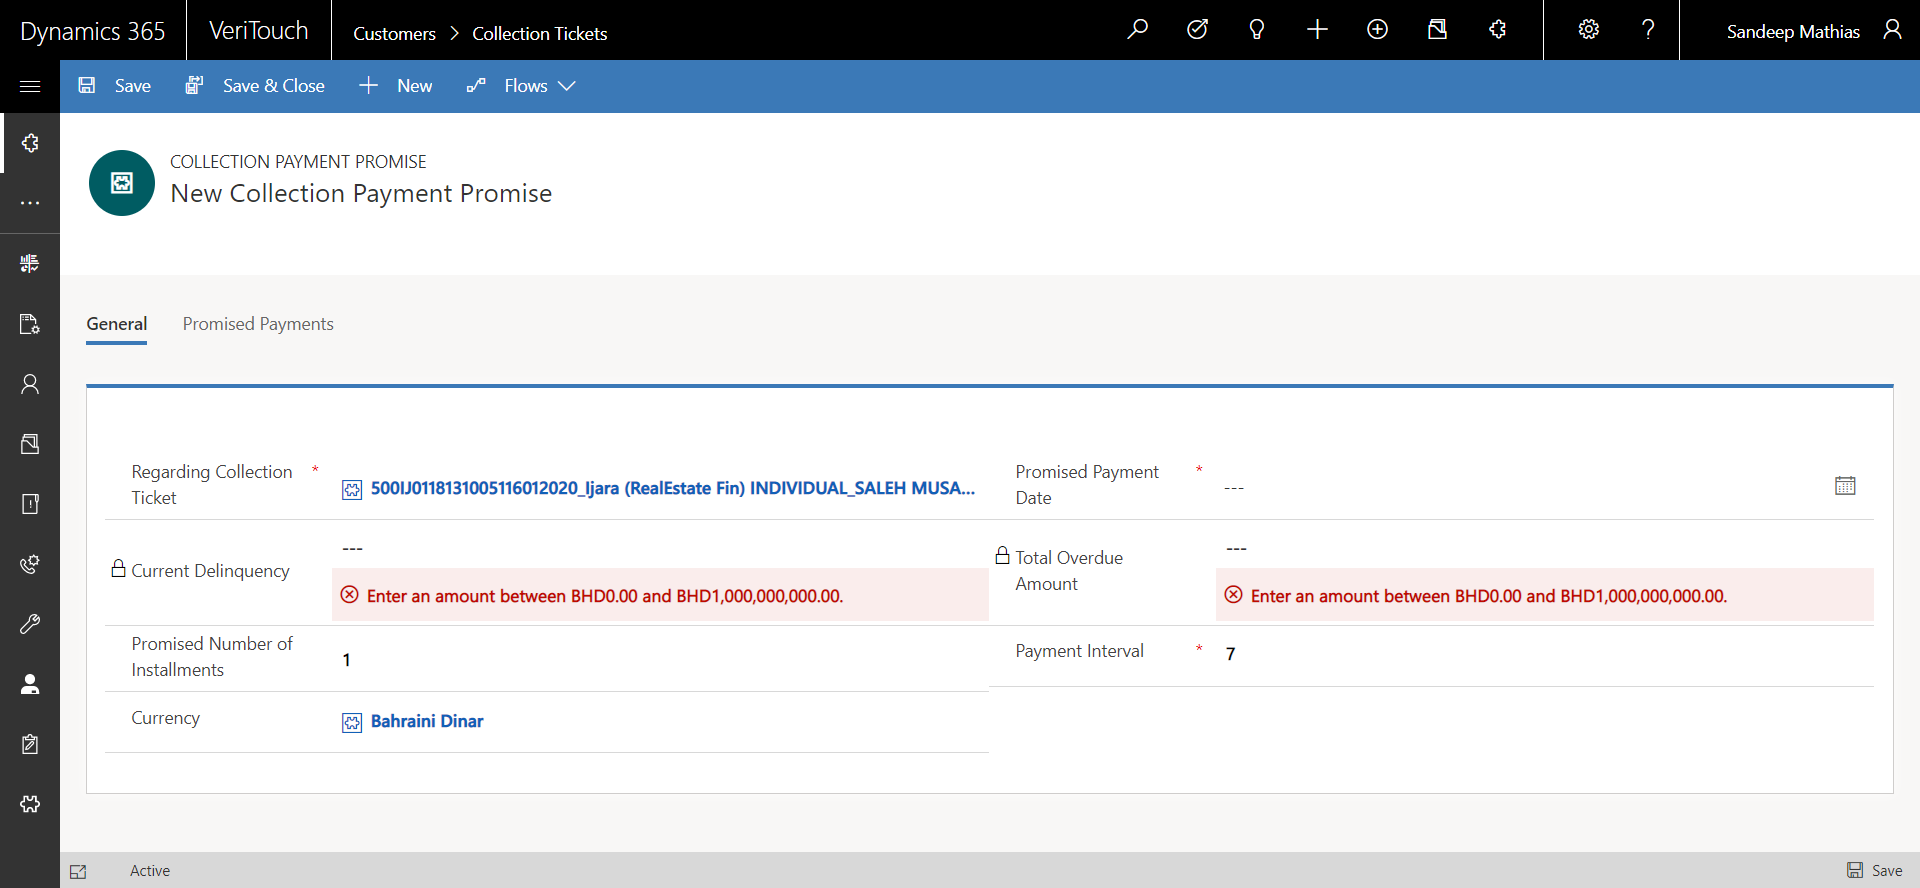 Dynamics 365
VeriTouch
Customers > Collection Tickets
Sandeep Mathias
Save
Save & Close
New
Flows
COLLECTION PAYMENT PROMISE
New Collection Payment Promise
General
Promised Payments
Regarding Collection
Ticket
*
500IJ0118131005116012020_Ijara (RealEstate Fin) INDIVIDUAL_SALEH MUSA...
Promised Payment
Date
*
---
Current Delinquency
---
Enter an amount between BHD0.00 and BHD1,000,000,000.00.
Total Overdue
Amount
---
Enter an amount between BHD0.00 and BHD1,000,000,000.00.
Promised Number of
Installments
1
Payment Interval
*
7
Currency
Bahraini Dinar
Active
Save